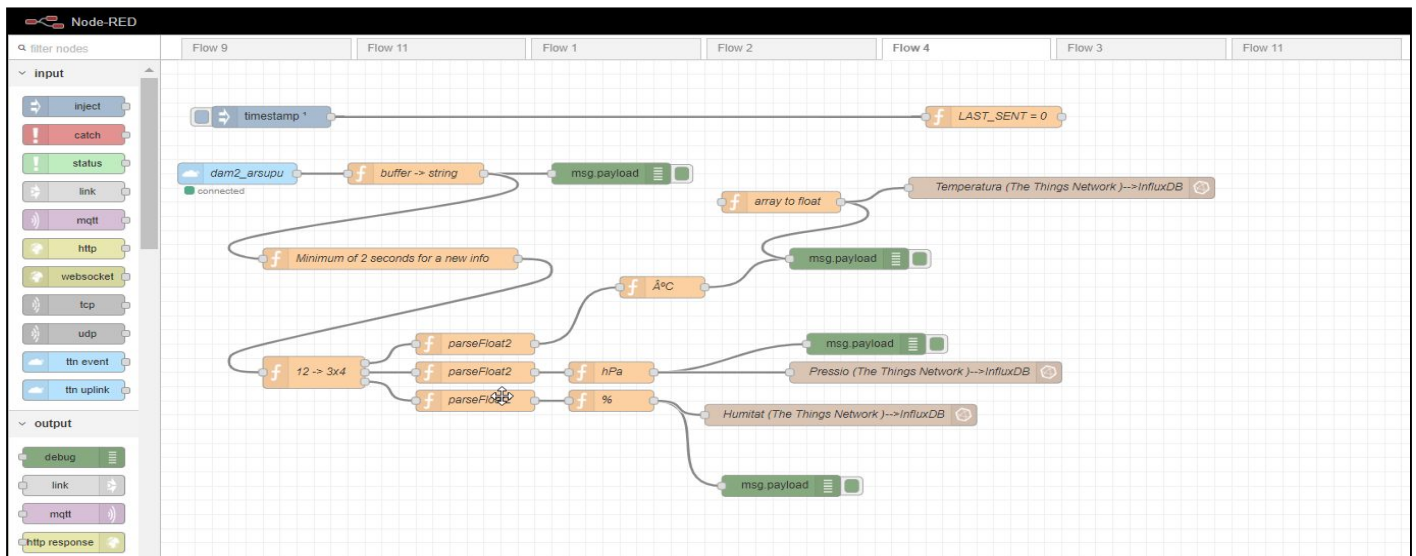 Node-RED
filter nodes
Flow 9
Flow 11
Flow 1
Flow 2
Flow 4
Flow 3
Flow 11
input
inject
catch
status
link
mqtt
http
websocket
tcp
udp
ttn event
ttn uplink
output
debug
link
mqtt
http response
timestamp ¹
LAST_SENT = 0
dam2_arsupu
connected
buffer -> string
msg.payload
array to float
Temperatura (The Things Network )-->InfluxDB
Minimum of 2 seconds for a new info
msg.payload
ÂºC
12 -> 3x4
parseFloat2
parseFloat2
parseFloat2
hPa
%
msg.payload
Pressio (The Things Network )-->InfluxDB
Humitat (The Things Network )-->InfluxDB
msg.payload